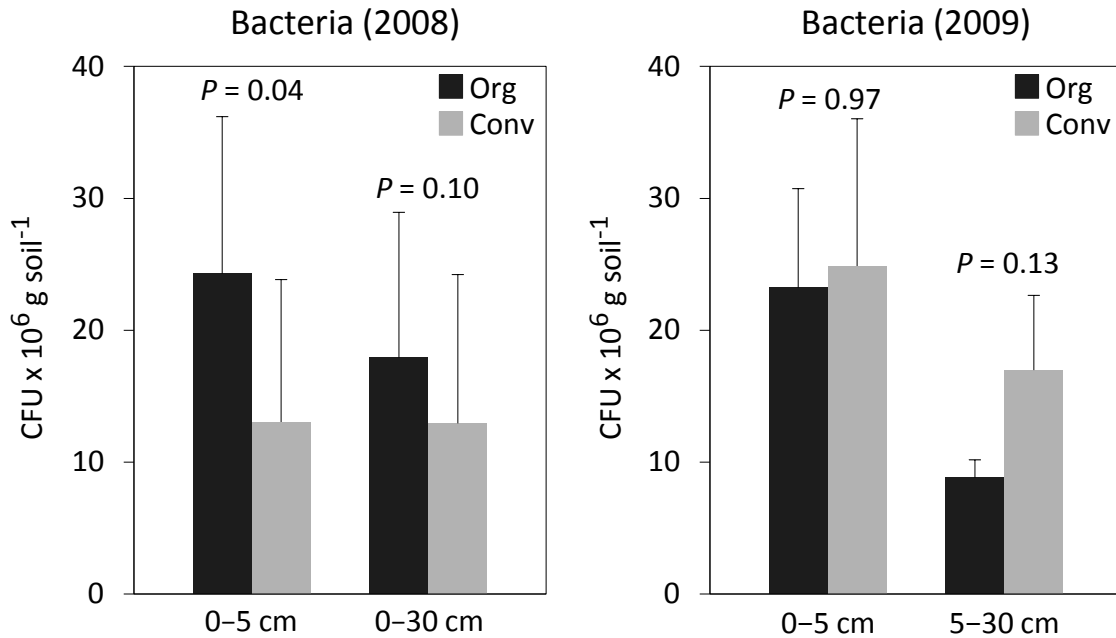 Bacteria (2008)
40
30
20
10
0
CFU x 10⁶ g soil⁻¹
P = 0.04
P = 0.10
Org
Conv
0–5 cm
0–30 cm
Bacteria (2009)
40
30
20
10
0
CFU x 10⁶ g soil⁻¹
P = 0.97
P = 0.13
Org
Conv
0–5 cm
5–30 cm